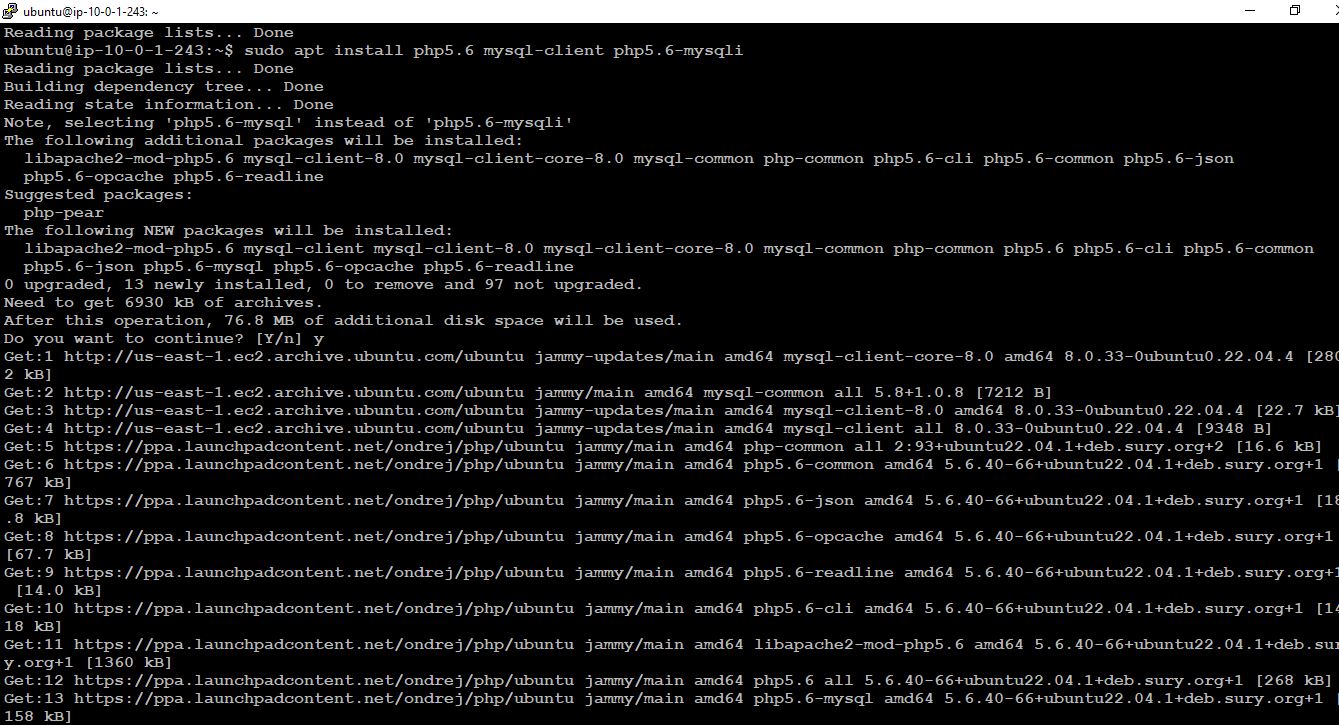 ubuntu@ip-10-0-1-243: ~
Reading package lists... Done
ubuntu@ip-10-0-1-243:~$ sudo apt install php5.6 mysql-client php5.6-mysqli
Reading package lists... Done
Building dependency tree... Done
Reading state information... Done
Note, selecting 'php5.6-mysql' instead of 'php5.6-mysqli'
The following additional packages will be installed:
  libapache2-mod-php5.6 mysql-client-8.0 mysql-client-core-8.0 mysql-common php-common php5.6-cli php5.6-common php5.6-json
  php5.6-opcache php5.6-readline
Suggested packages:
  php-pear
The following NEW packages will be installed:
  libapache2-mod-php5.6 mysql-client mysql-client-8.0 mysql-client-core-8.0 mysql-common php-common php5.6 php5.6-cli php5.6-common
  php5.6-json php5.6-mysql php5.6-opcache php5.6-readline
0 upgraded, 13 newly installed, 0 to remove and 97 not upgraded.
Need to get 6930 kB of archives.
After this operation, 76.8 MB of additional disk space will be used.
Do you want to continue? [Y/n] y
Get:1 http://us-east-1.ec2.archive.ubuntu.com/ubuntu jammy-updates/main amd64 mysql-client-core-8.0 amd64 8.0.33-0ubuntu0.22.04.4 [280
2 kB]
Get:2 http://us-east-1.ec2.archive.ubuntu.com/ubuntu jammy/main amd64 mysql-common all 5.8+1.0.8 [7212 B]
Get:3 http://us-east-1.ec2.archive.ubuntu.com/ubuntu jammy-updates/main amd64 mysql-client-8.0 amd64 8.0.33-0ubuntu0.22.04.4 [22.7 kB]
Get:4 http://us-east-1.ec2.archive.ubuntu.com/ubuntu jammy-updates/main amd64 mysql-client all 8.0.33-0ubuntu0.22.04.4 [9348 B]
Get:5 https://ppa.launchpadcontent.net/ondrej/php/ubuntu jammy/main amd64 php-common all 2:93+ubuntu22.04.1+deb.sury.org+2 [16.6 kB]
Get:6 https://ppa.launchpadcontent.net/ondrej/php/ubuntu jammy/main amd64 php5.6-common amd64 5.6.40-66+ubuntu22.04.1+deb.sury.org+1 [
767 kB]
Get:7 https://ppa.launchpadcontent.net/ondrej/php/ubuntu jammy/main amd64 php5.6-json amd64 5.6.40-66+ubuntu22.04.1+deb.sury.org+1 [18
.8 kB]
Get:8 https://ppa.launchpadcontent.net/ondrej/php/ubuntu jammy/main amd64 php5.6-opcache amd64 5.6.40-66+ubuntu22.04.1+deb.sury.org+1
[67.7 kB]
Get:9 https://ppa.launchpadcontent.net/ondrej/php/ubuntu jammy/main amd64 php5.6-readline amd64 5.6.40-66+ubuntu22.04.1+deb.sury.org+1
 [14.0 kB]
Get:10 https://ppa.launchpadcontent.net/ondrej/php/ubuntu jammy/main amd64 php5.6-cli amd64 5.6.40-66+ubuntu22.04.1+deb.sury.org+1 [14
18 kB]
Get:11 https://ppa.launchpadcontent.net/ondrej/php/ubuntu jammy/main amd64 libapache2-mod-php5.6 amd64 5.6.40-66+ubuntu22.04.1+deb.sur
y.org+1 [1360 kB]
Get:12 https://ppa.launchpadcontent.net/ondrej/php/ubuntu jammy/main amd64 php5.6 all 5.6.40-66+ubuntu22.04.1+deb.sury.org+1 [268 kB]
Get:13 https://ppa.launchpadcontent.net/ondrej/php/ubuntu jammy/main amd64 php5.6-mysql amd64 5.6.40-66+ubuntu22.04.1+deb.sury.org+1 [
158 kB]